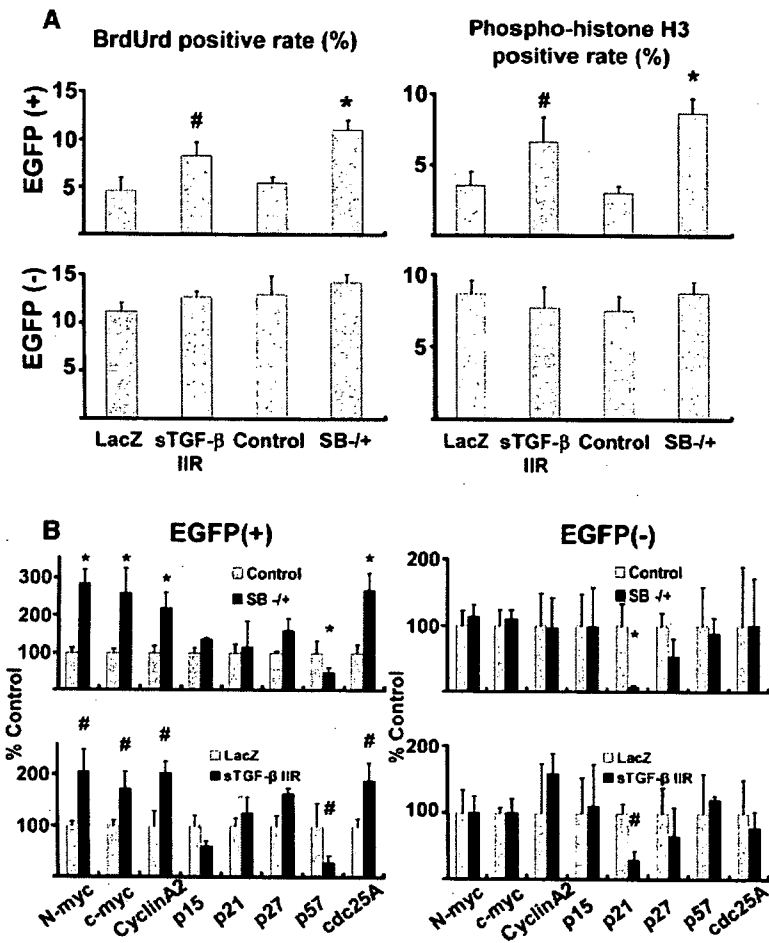 A
BrdUrd positive rate (%)
Phospho-histone H3
positive rate (%)
EGFP (+)
15
10
5
#
*
10
5
#
*
EGFP (-)
15
10
5
10
5
LacZ sTGF-β IIR Control SB-/+
LacZ sTGF-β IIR Control SB-/+
B
EGFP(+)
EGFP(-)
% Control
300
200
100
* * * * *
Control
SB -/+
200
100
# # # # #
LacZ
sTGF-β IIR
N-myc c-myc CyclinA2 p15 p21 p27 p57 cdc25A
% Control
200
100
*
Control
SB -/+
200
100
#
LacZ
sTGF-β IIR
N-myc c-myc CyclinA2 p15 p21 p27 p57 cdc25A